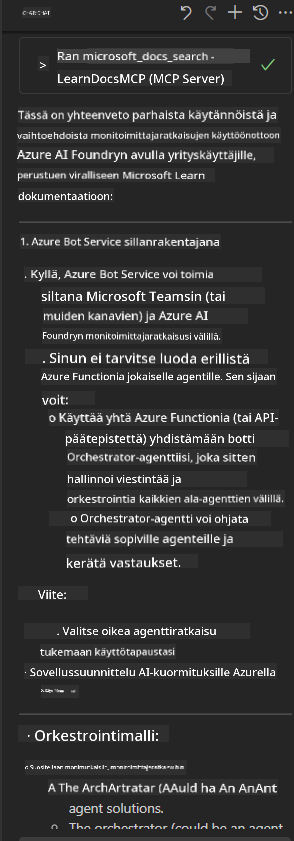 > Ran microsoft_docs_search -
LearnDocsMCP (MCP Server)
Tässä on yhteenveto parhaista käytännöistä ja
vaihtoehdoista monitoimittajaratkaisujen käyttöönottoon
Azure AI Foundryn avulla yrityskäyttäjille,
perustuen viralliseen Microsoft Learn
dokumentaatioon:
1. Azure Bot Service sillanrakentajana
. Kyllä, Azure Bot Service voi toimia
siltana Microsoft Teamsin (tai
muiden kanavien) ja Azure AI
Foundryn monitoimittajaratkaisusi välillä.
. Sinun ei tarvitse luoda erillistä
Azure Functionia jokaiselle agentille. Sen sijaan
voit:
o Käyttää yhtä Azure Functionia (tai API-
päätepistettä) yhdistämään botti
Orchestrator-agenttiisi, joka sitten
hallinnoi viestintää ja
orkestrointia kaikkien ala-agenttien välillä.
o Orchestrator-agentti voi ohjata
tehtäviä sopiville agenteille ja
kerätä vastaukset.
Viite:
. Valitse oikea agenttiratkaisu
tukemaan käyttötapaustasi
· Sovellussuunnittelu AI-kuormituksille Azurella
· Orkestrointimalli:
A The ArchArtratar (AAuld ha An AnAnt
agent solutions.
o The orchestrator (could be an agent